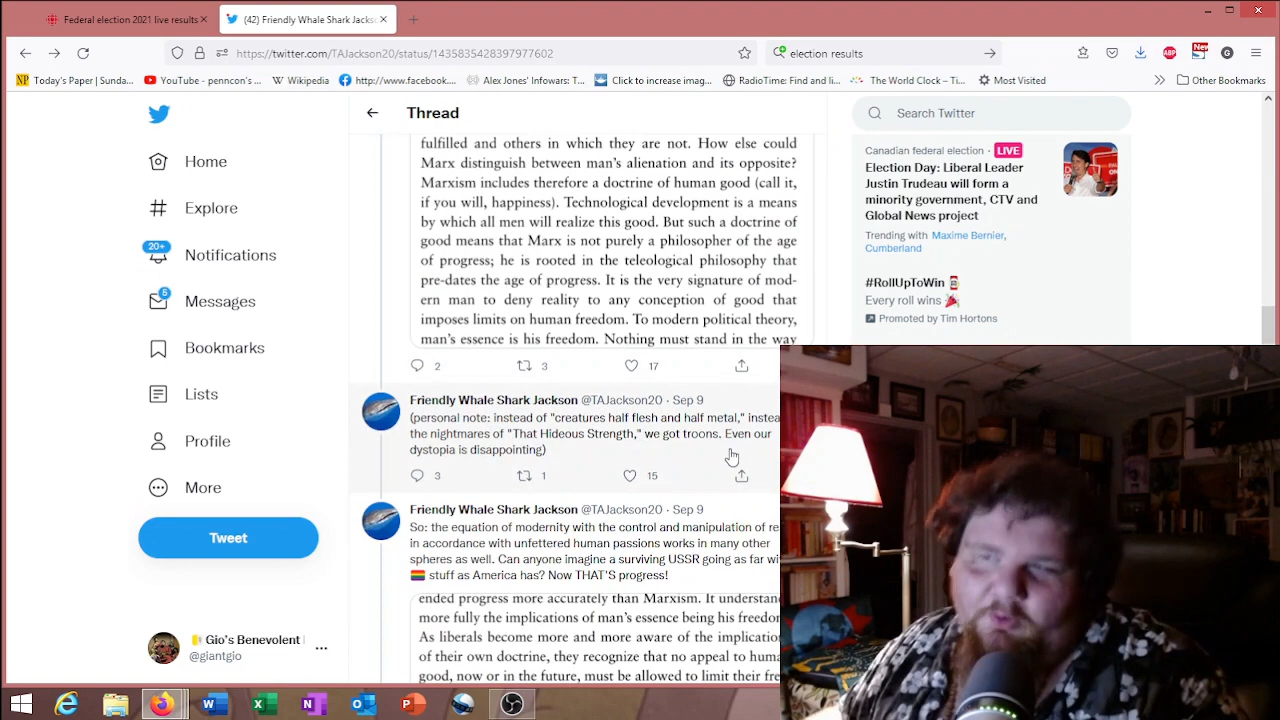 Federal election 2021 live results
(42) Friendly Whale Shark Jackso
https://twitter.com/TAJackson20/status/1435835428397977602
election results
ABP
New
G
NP Today's Paper | Sunda...
YouTube - penncon's ...
W Wikipedia
http://www.facebook....
Alex Jones' Infowars: T...
Click to increase imag...
RadioTime: Find and li...
The World Clock – Ti...
Most Visited
Other Bookmarks
Home
Explore
20+
Notifications
6
Messages
Bookmarks
Lists
Profile
More
Tweet
Gio's Benevolent
@giantgio
Thread
fulfilled and others in which they are not. How else could
Marx distinguish between man's alienation and its opposite?
Marxism includes therefore a doctrine of human good (call it,
if you will, happiness). Technological development is a means
by which all men will realize this good. But such a doctrine of
good means that Marx is not purely a philosopher of the age
of progress; he is rooted in the teleological philosophy that
pre-dates the age of progress. It is the very signature of mod-
ern man to deny reality to any conception of good that
imposes limits on human freedom. To modern political theory,
man's essence is his freedom. Nothing must stand in the way
2 3 17
Friendly Whale Shark Jackson @TAJackson20 · Sep 9
(personal note: instead of "creatures half flesh and half metal," instea
the nightmares of "That Hideous Strength," we got troons. Even our
dystopia is disappointing)
3 1 15
Friendly Whale Shark Jackson @TAJackson20 · Sep 9
So: the equation of modernity with the control and manipulation of re
in accordance with unfettered human passions works in many other
spheres as well. Can anyone imagine a surviving USSR going as far wi
🏳️‍🌈 stuff as America has? Now THAT'S progress!
ended progress more accurately than Marxism. It understan
more fully the implications of man's essence being his freedom
As liberals become more and more aware of the implicatio
of their own doctrine, they recognize that no appeal to huma
good, now or in the future, must be allowed to limit their fre
Search Twitter
Canadian federal election · LIVE
Election Day: Liberal Leader
Justin Trudeau will form a
minority government, CTV and
Global News project
Trending with Maxime Bernier,
Cumberland
#RollUpToWin
Every roll wins 🎉
Promoted by Tim Hortons